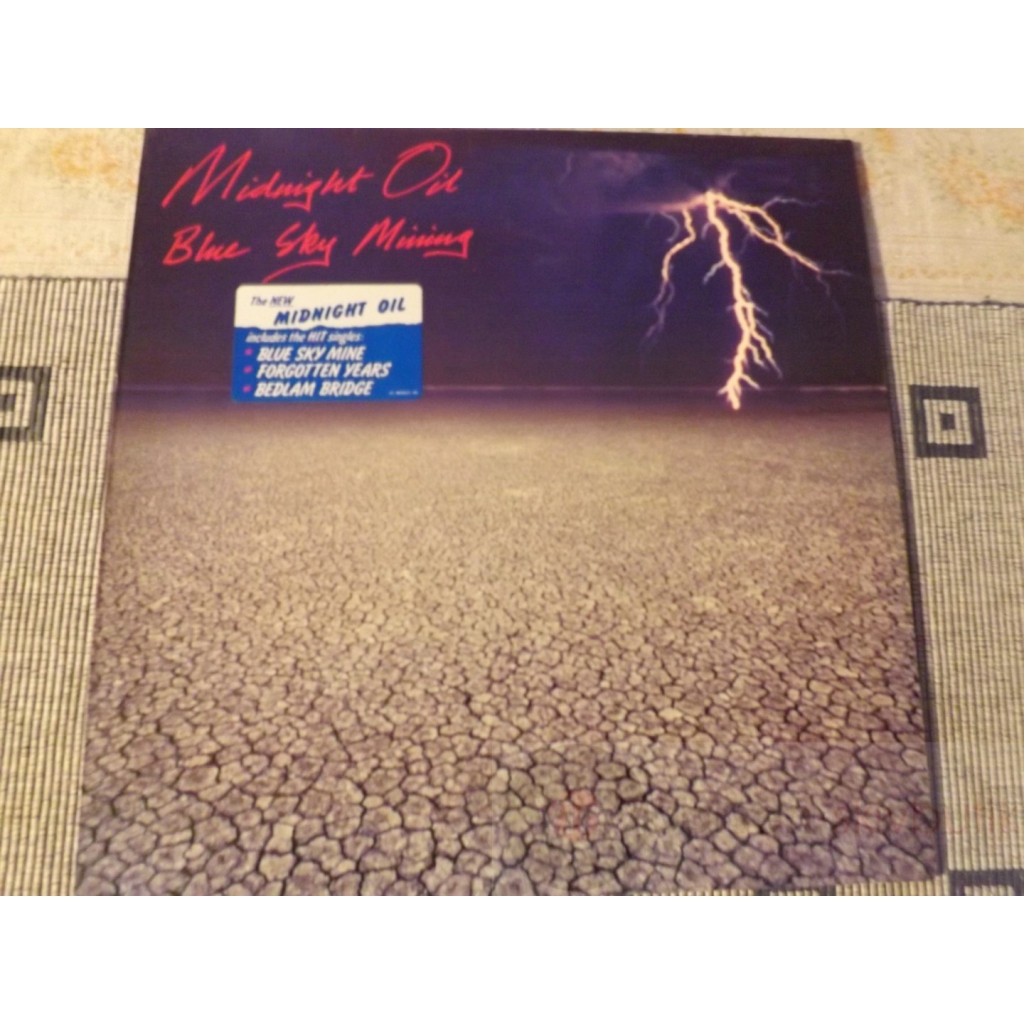 Midnight Oil
Blue Sky Mining
The NEW
MIDNIGHT OIL
includes the HIT singles:
* BLUE SKY MINE
* FORGOTTEN YEARS
* BEDLAM BRIDGE